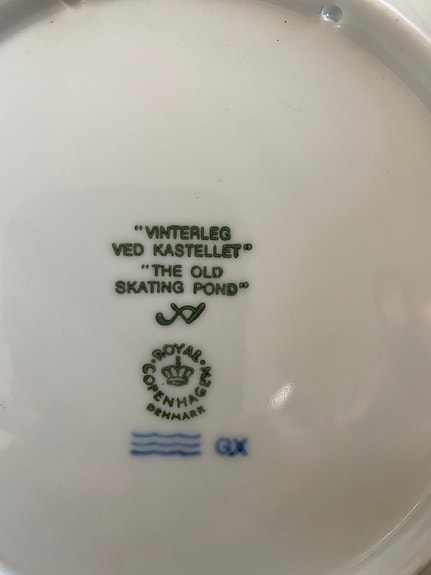 "VINTERLEG
VED KASTELLET"
"THE OLD
SKATING POND"
ROYAL COPENHAGEN
DENMARK
GX